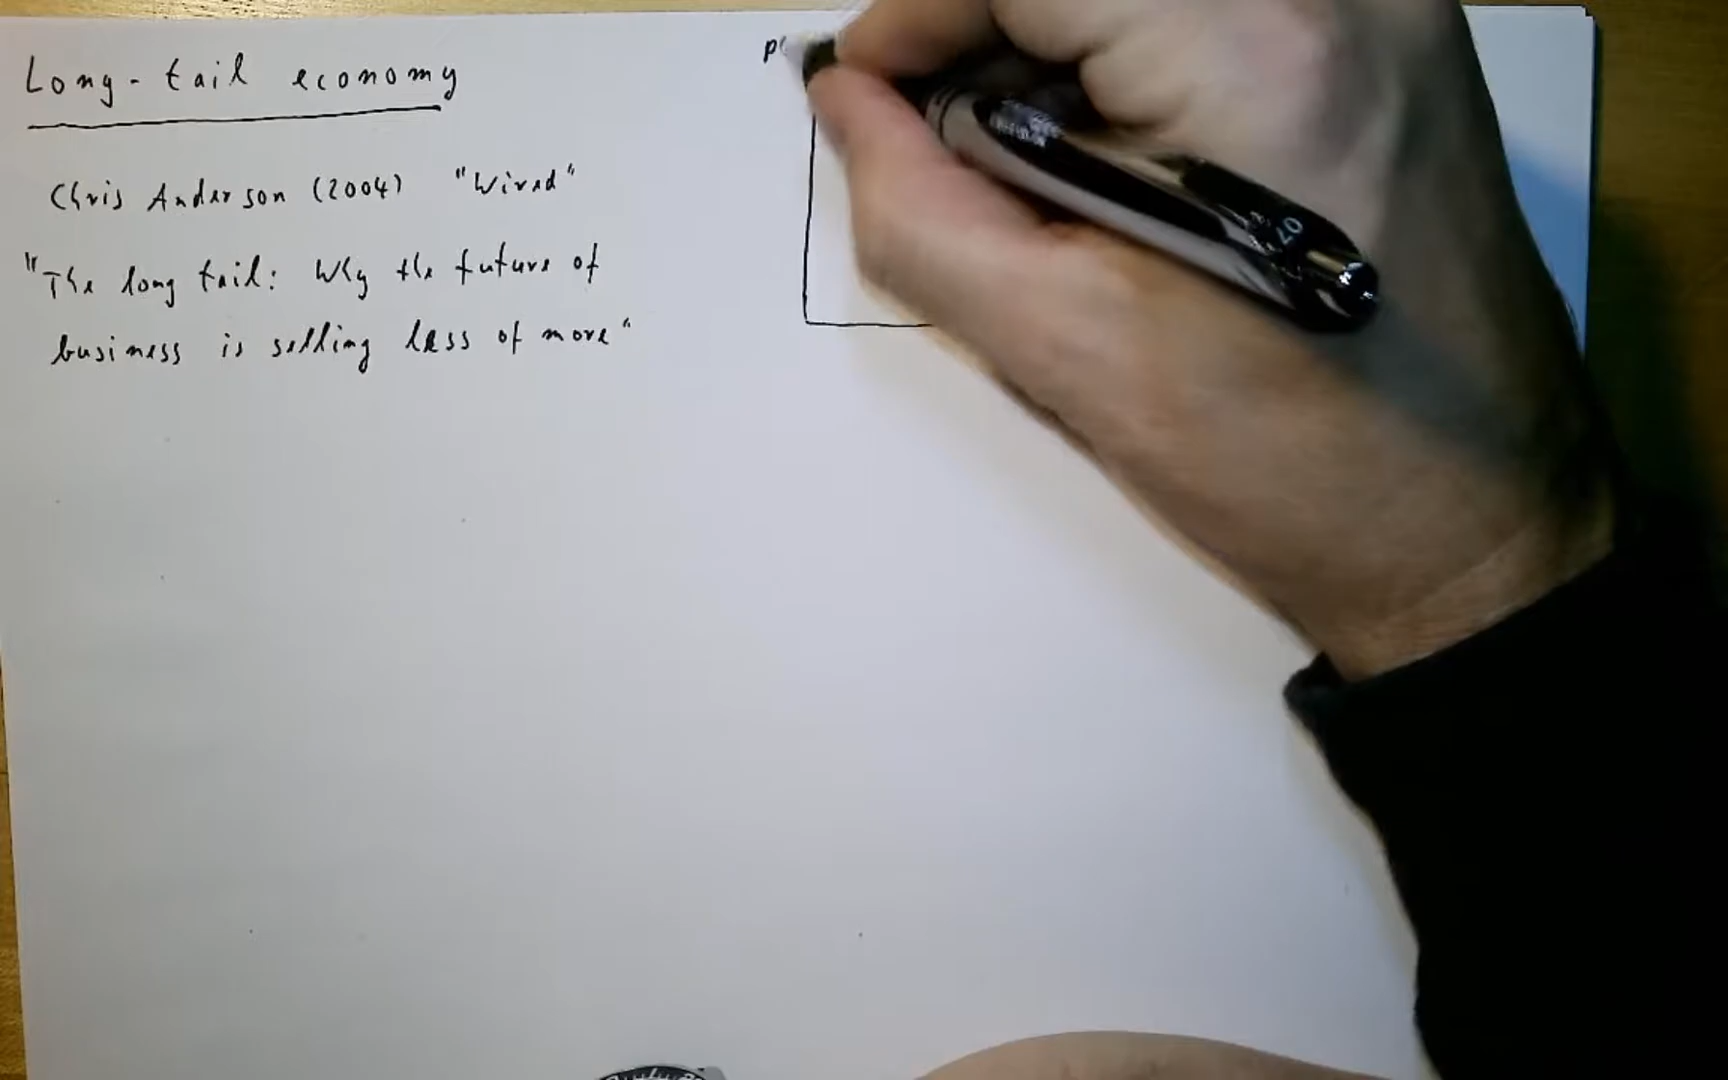 Long-tail economy
Chris Anderson (2004) "Wired"
"The long tail: Why the future of
business is selling less of more"
07